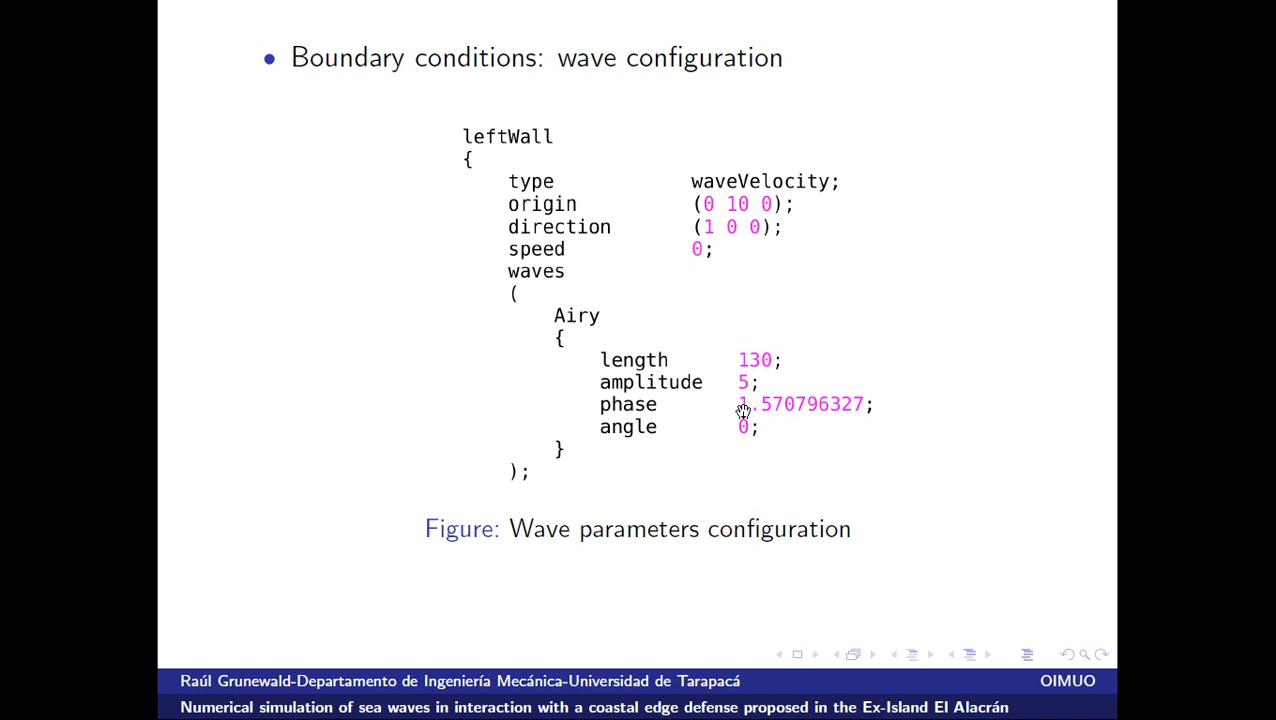 • Boundary conditions: wave configuration
leftWall
{
type waveVelocity;
origin (0 10 0);
direction (1 0 0);
speed 0;
waves
(
Airy
{
length 130;
amplitude 5;
phase 1.570796327;
angle 0;
}
);
Figure: Wave parameters configuration
Raúl Grunewald-Departamento de Ingeniería Mecánica-Universidad de Tarapacá OIMUO
Numerical simulation of sea waves in interaction with a coastal edge defense proposed in the Ex-Island El Alacrán